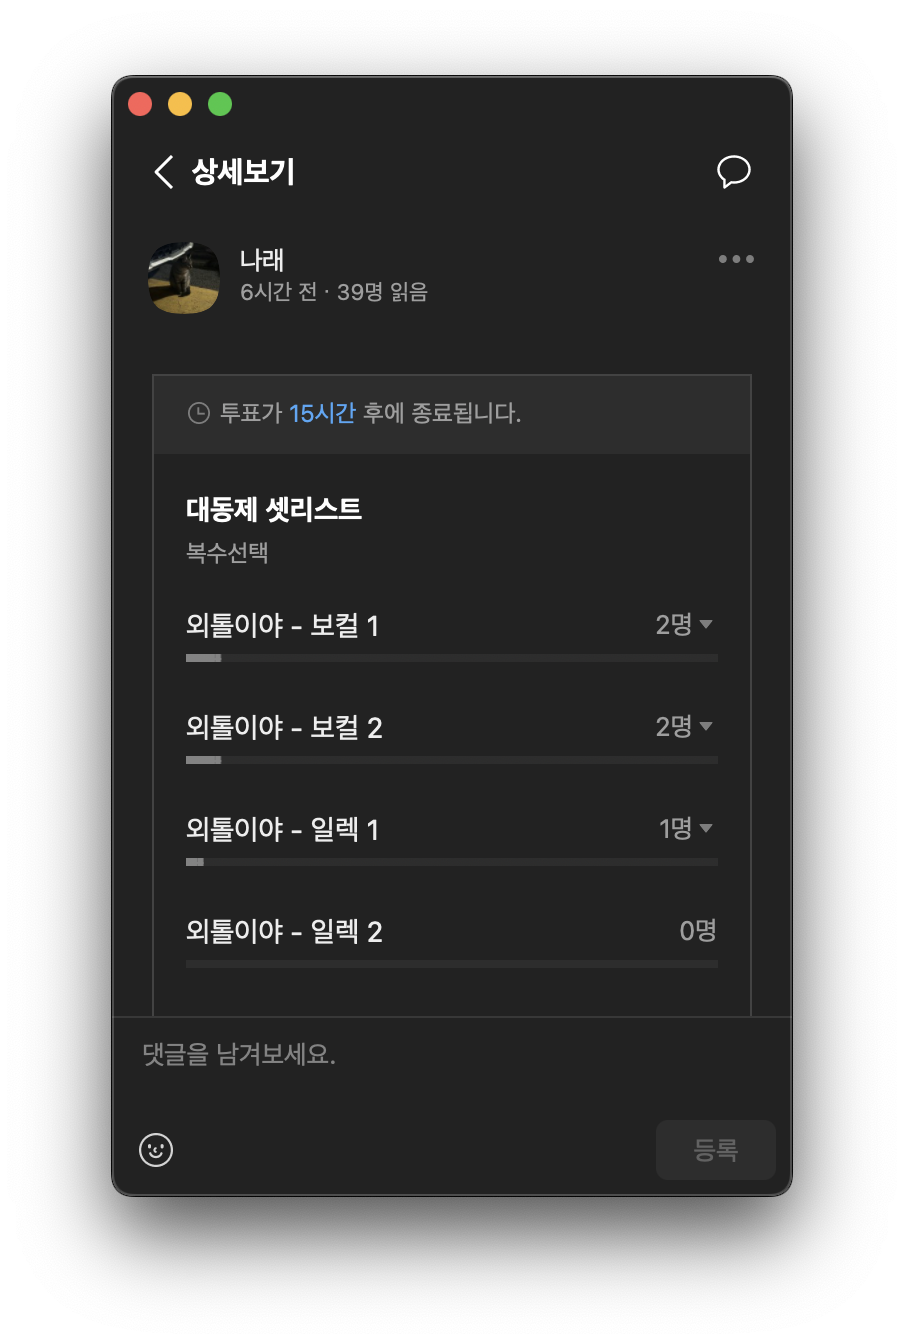 상세보기
나래
6시간 전 · 39명 읽음
투표가 15시간 후에 종료됩니다.
대동제 셋리스트
복수선택
외톨이야 - 보컬 1 2명
외톨이야 - 보컬 2 2명
외톨이야 - 일렉 1 1명
외톨이야 - 일렉 2 0명
댓글을 남겨보세요.
등록